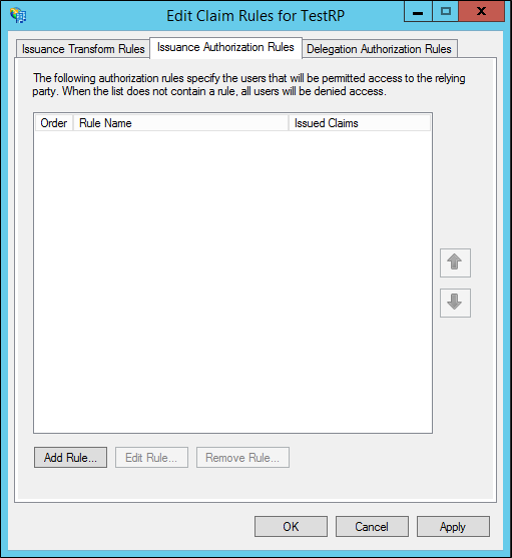 Edit Claim Rules for TestRP
Issuance Transform Rules Issuance Authorization Rules Delegation Authorization Rules
The following authorization rules specify the users that will be permitted access to the relying
party. When the list does not contain a rule, all users will be denied access.
Order Rule Name Issued Claims
Add Rule... Edit Rule... Remove Rule...
OK Cancel Apply